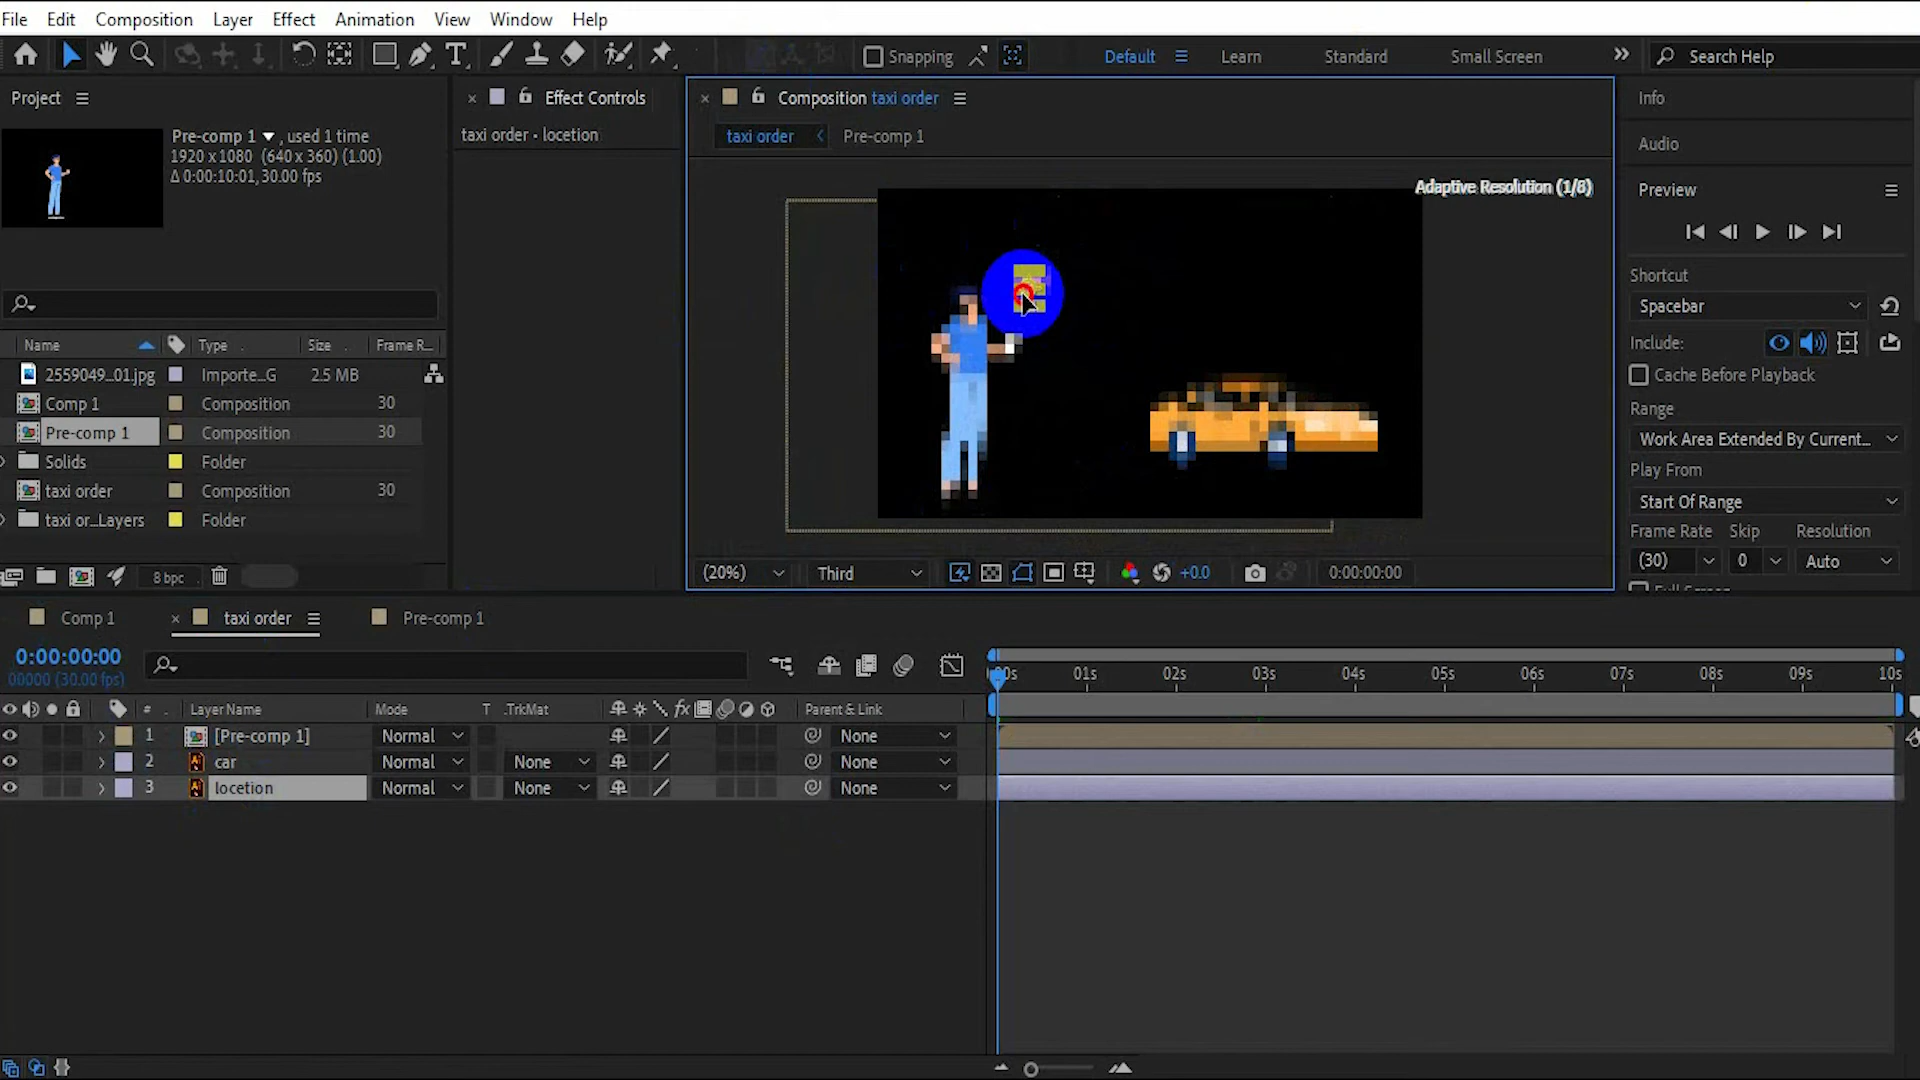 File Edit Composition Layer Effect Animation View Window Help
Snapping Default Learn Standard Small Screen Search Help
Project
Effect Controls
Composition taxi order
Info
Pre-comp 1 , used 1 time
1920 x 1080 (640 x 360) (1.00)
Δ 0:00:10:01, 30.00 fps
taxi order • locetion
taxi order Pre-comp 1
Audio
Adaptive Resolution (1/8)
Preview
Shortcut
Spacebar
Include:
Cache Before Playback
Range
Work Area Extended By Current...
Play From
Start Of Range
Frame Rate Skip Resolution
(30) 0 Auto
Full Screen
Name Type Size Frame R...
2559049_01.jpg Importe...G 2.5 MB
Comp 1 Composition 30
Pre-comp 1 Composition 30
Solids Folder
taxi order Composition 30
taxi or_Layers Folder
8 bpc
(20%) Third +0.0 0:00:00:00
Comp 1 taxi order Pre-comp 1
0:00:00:00
00000 (30.00 fps)
01s 02s 03s 04s 05s 06s 07s 08s 09s 10s
# Layer Name Mode T .TrkMat fx Parent & Link
1 [Pre-comp 1] Normal None
2 car Normal None None
3 locetion Normal None None